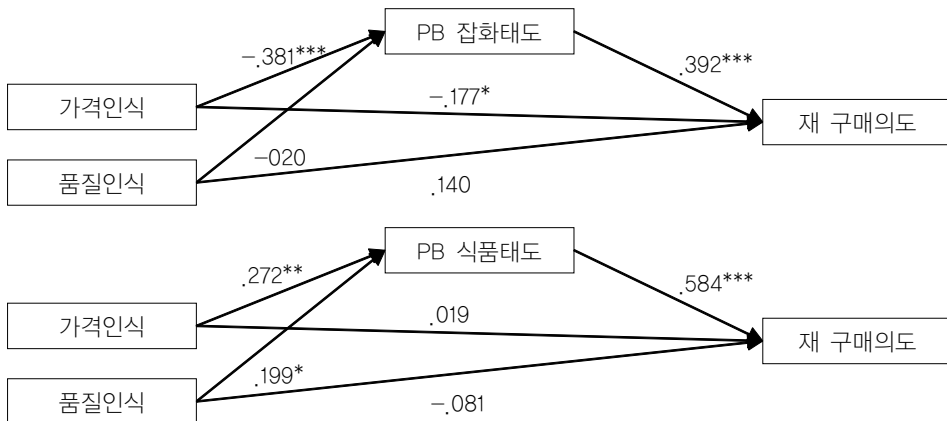 PB 잡화태도
-.381***
.392***
가격인식
-.177*
재 구매의도
-020
품질인식
.140
PB 식품태도
.272**
.584***
가격인식
.019
재 구매의도
.199*
품질인식
-.081